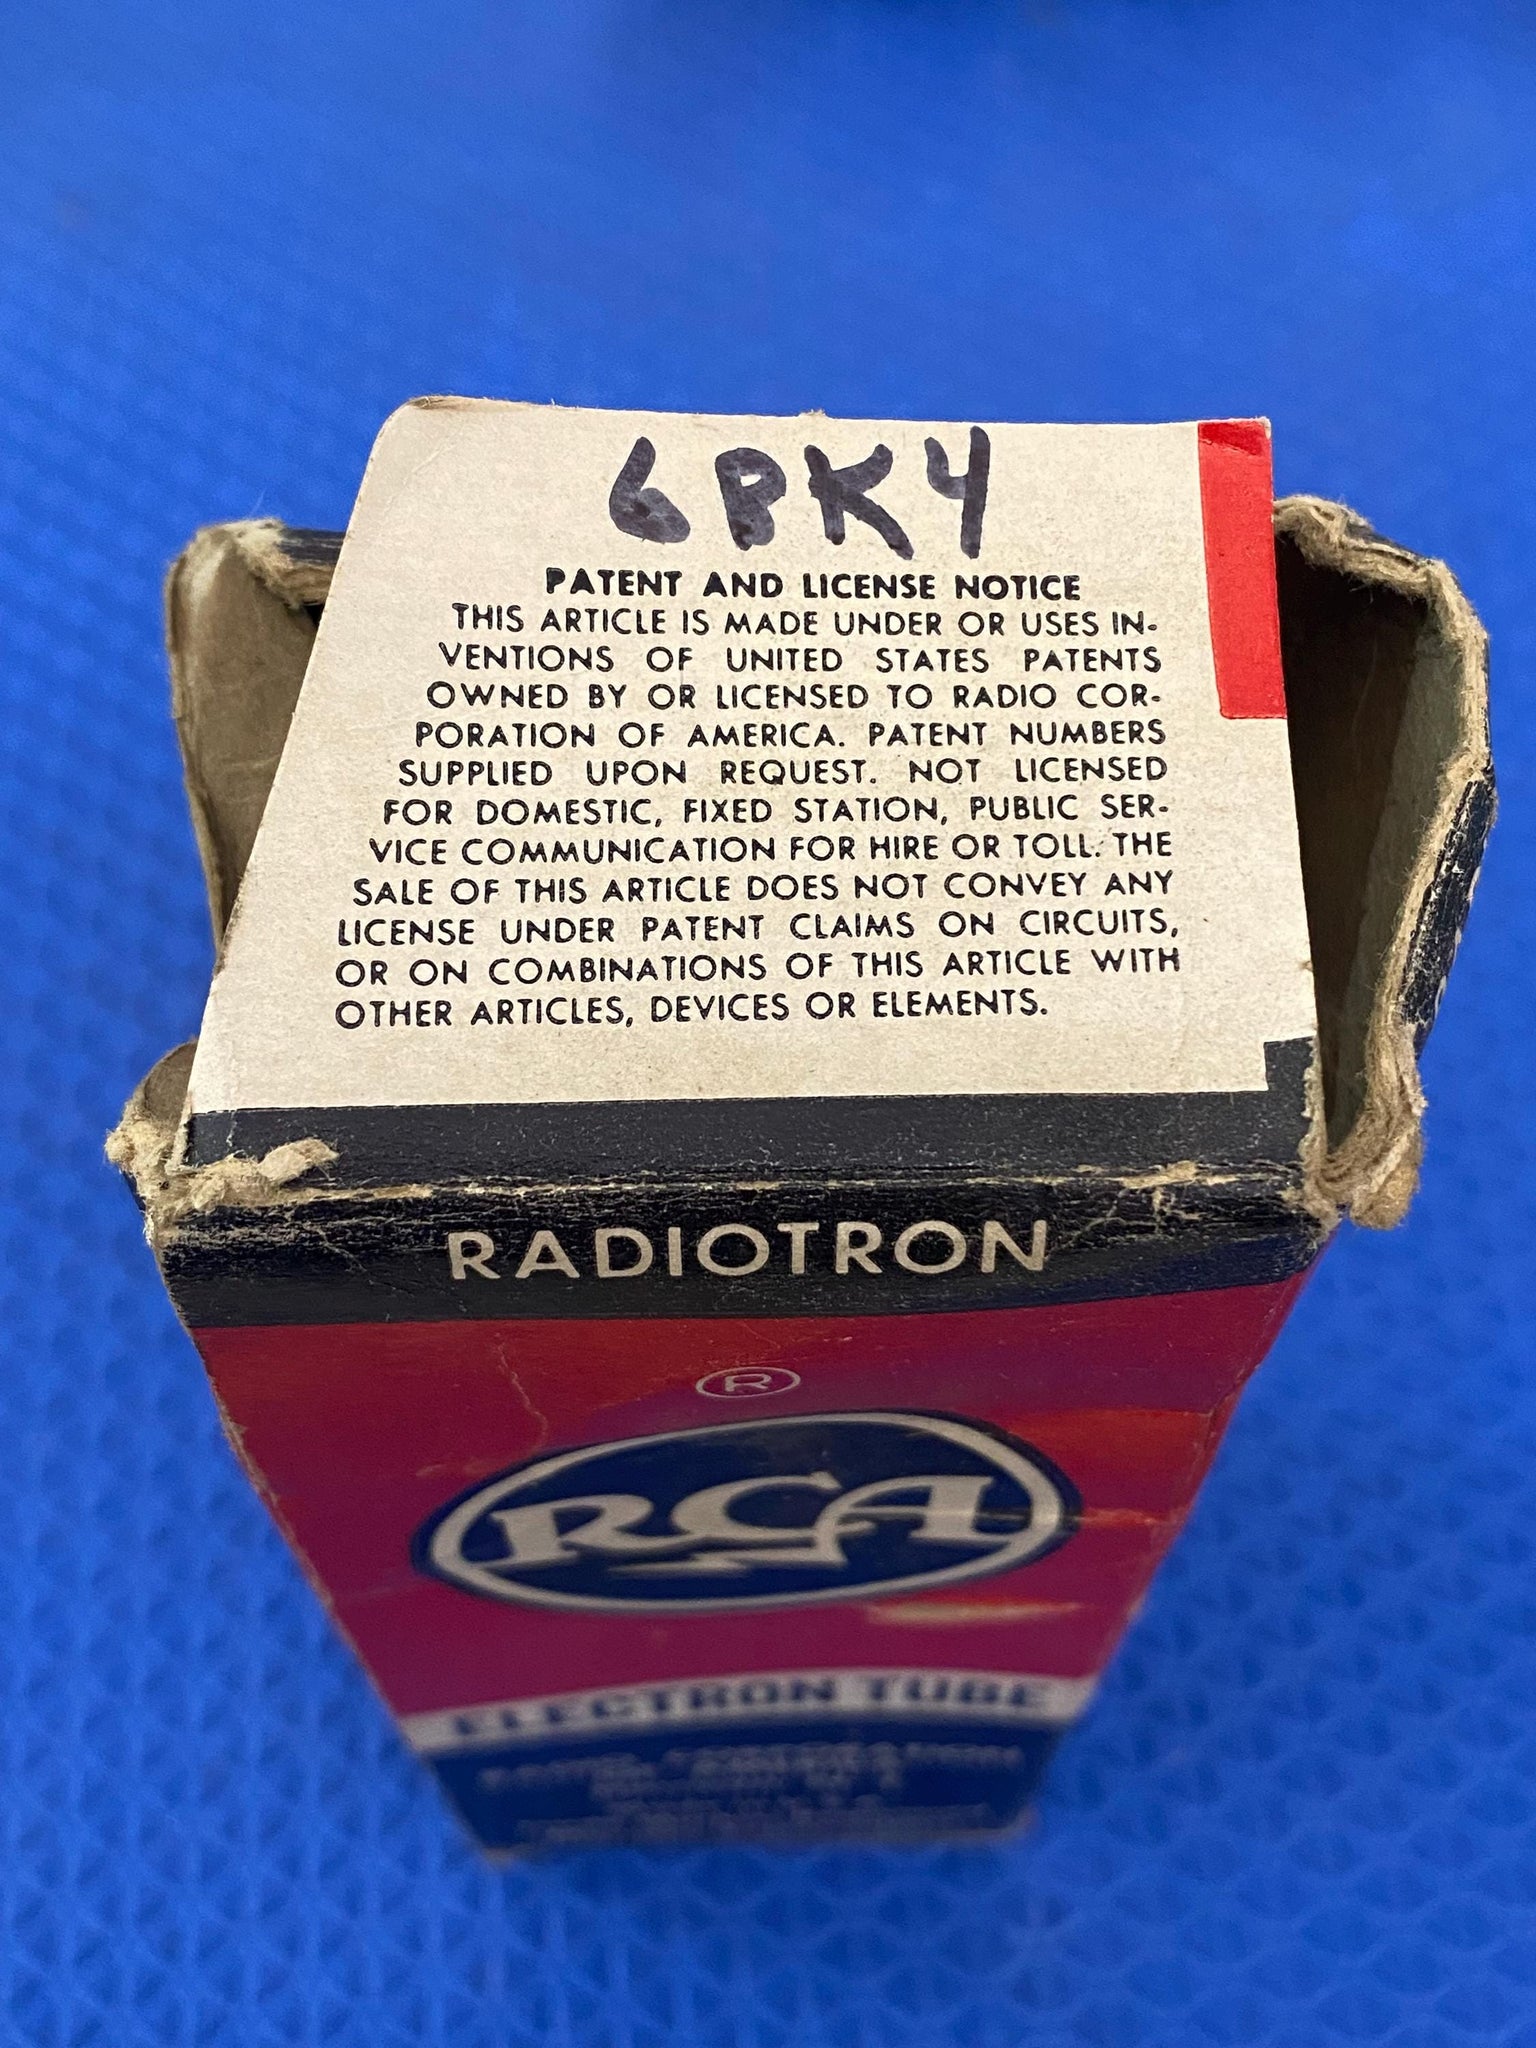 6BK4
PATENT AND LICENSE NOTICE
THIS ARTICLE IS MADE UNDER OR USES IN-
VENTIONS OF UNITED STATES PATENTS
OWNED BY OR LICENSED TO RADIO COR-
PORATION OF AMERICA. PATENT NUMBERS
SUPPLIED UPON REQUEST. NOT LICENSED
FOR DOMESTIC, FIXED STATION, PUBLIC SER-
VICE COMMUNICATION FOR HIRE OR TOLL. THE
SALE OF THIS ARTICLE DOES NOT CONVEY ANY
LICENSE UNDER PATENT CLAIMS ON CIRCUITS,
OR ON COMBINATIONS OF THIS ARTICLE WITH
OTHER ARTICLES, DEVICES OR ELEMENTS.
RADIOTRON
®
RCA
ELECTRON TUBE